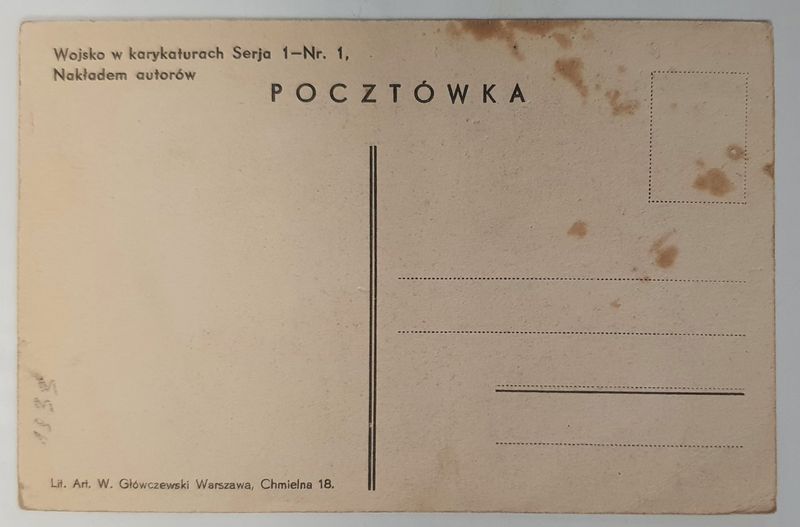 Wojsko w karykaturach Serja 1–Nr. 1,
Nakładem autorów
POCZTÓWKA
Lit. Art. W. Główczewski Warszawa, Chmielna 18.